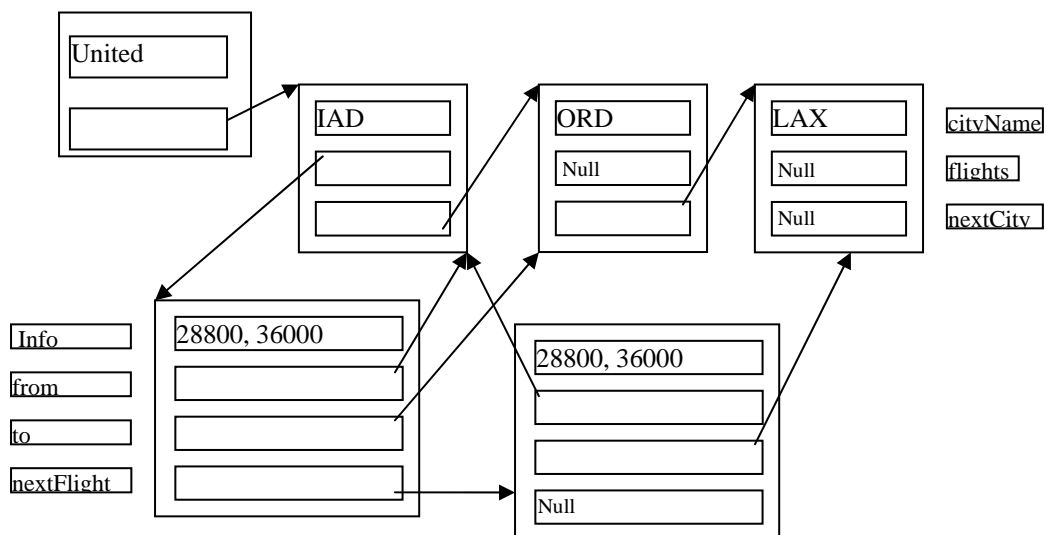 United
IAD
ORD
LAX
cityName
Null
Null
flights
Null
nextCity
Info
28800, 36000
28800, 36000
from
to
nextFlight
Null